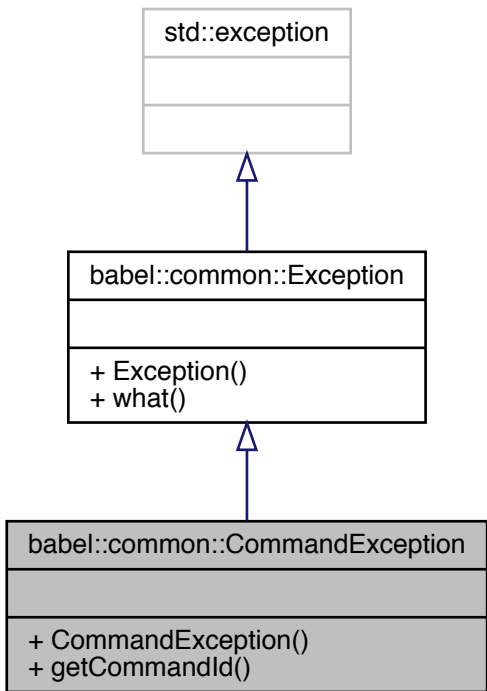 std::exception
babel::common::Exception
+ Exception()
+ what()
babel::common::CommandException
+ CommandException()
+ getCommandId()